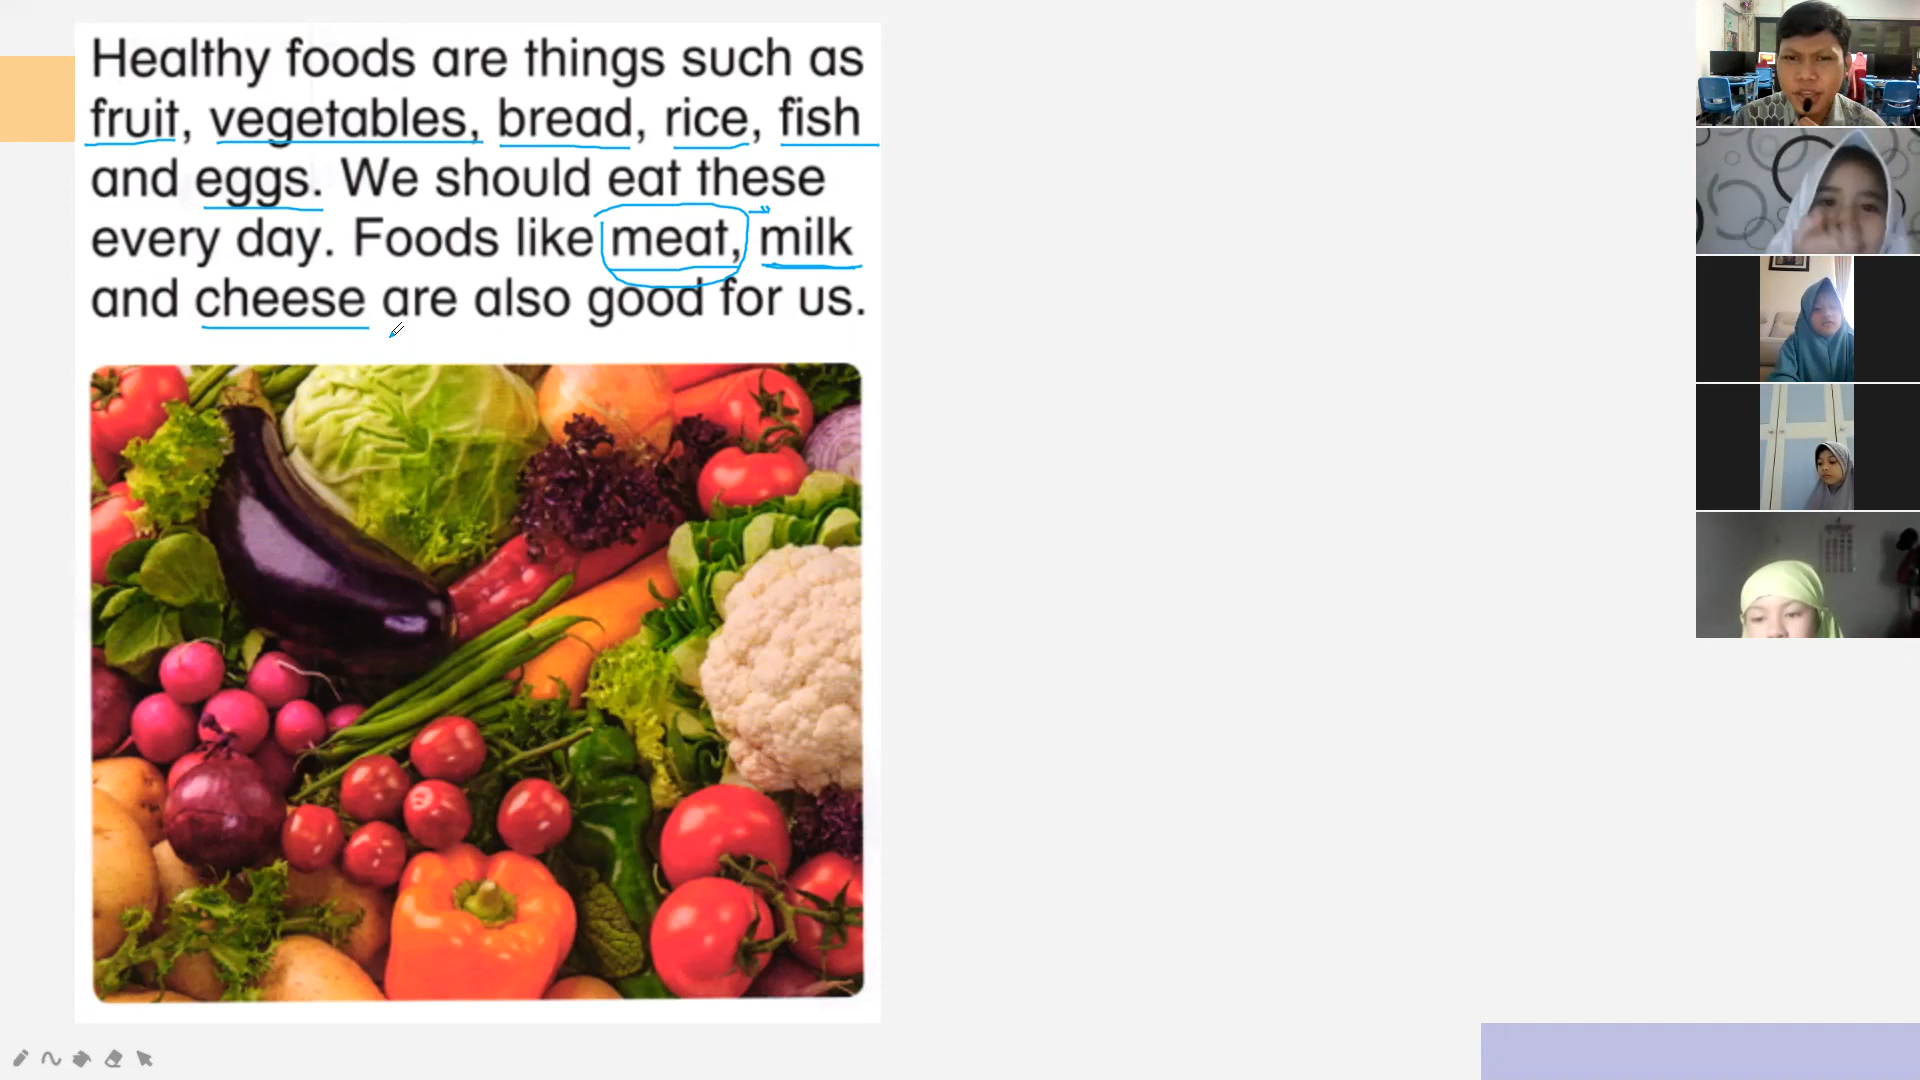 Healthy foods are things such as
fruit, vegetables, bread, rice, fish
and eggs. We should eat these
every day. Foods like meat, milk
and cheese are also good for us.